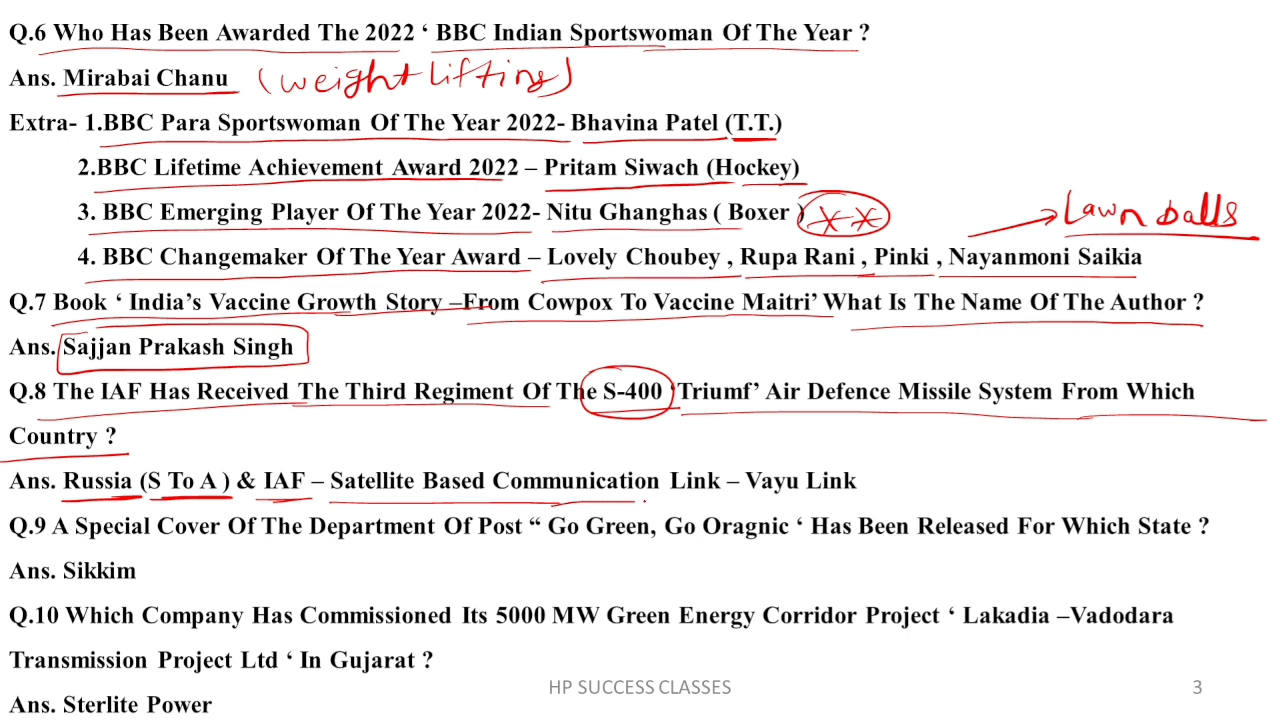 Q.6 Who Has Been Awarded The 2022 ‘ BBC Indian Sportswoman Of The Year ?
Ans. Mirabai Chanu (weight lifting)
Extra- 1.BBC Para Sportswoman Of The Year 2022- Bhavina Patel (T.T.)
2.BBC Lifetime Achievement Award 2022 – Pritam Siwach (Hockey)
3. BBC Emerging Player Of The Year 2022- Nitu Ghanghas ( Boxer )
Lawn balls
4. BBC Changemaker Of The Year Award – Lovely Choubey , Rupa Rani , Pinki , Nayanmoni Saikia
Q.7 Book ‘ India’s Vaccine Growth Story –From Cowpox To Vaccine Maitri’ What Is The Name Of The Author ?
Ans. Sajjan Prakash Singh
Q.8 The IAF Has Received The Third Regiment Of The S-400 ‘Triumf’ Air Defence Missile System From Which
Country ?
Ans. Russia (S To A ) & IAF – Satellite Based Communication Link – Vayu Link
Q.9 A Special Cover Of The Department Of Post “ Go Green, Go Oragnic ‘ Has Been Released For Which State ?
Ans. Sikkim
Q.10 Which Company Has Commissioned Its 5000 MW Green Energy Corridor Project ‘ Lakadia –Vadodara
Transmission Project Ltd ‘ In Gujarat ?
Ans. Sterlite Power
HP SUCCESS CLASSES
3